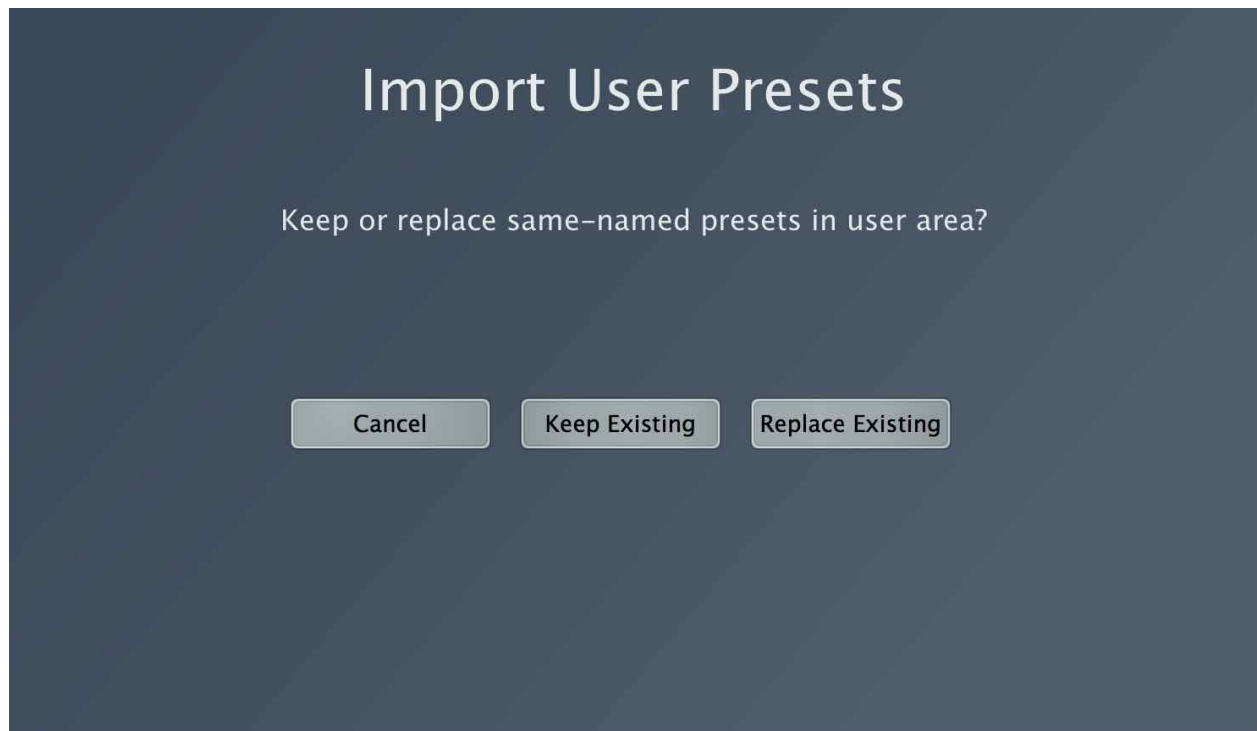 Import User Presets
Keep or replace same-named presets in user area?
Cancel Keep Existing Replace Existing